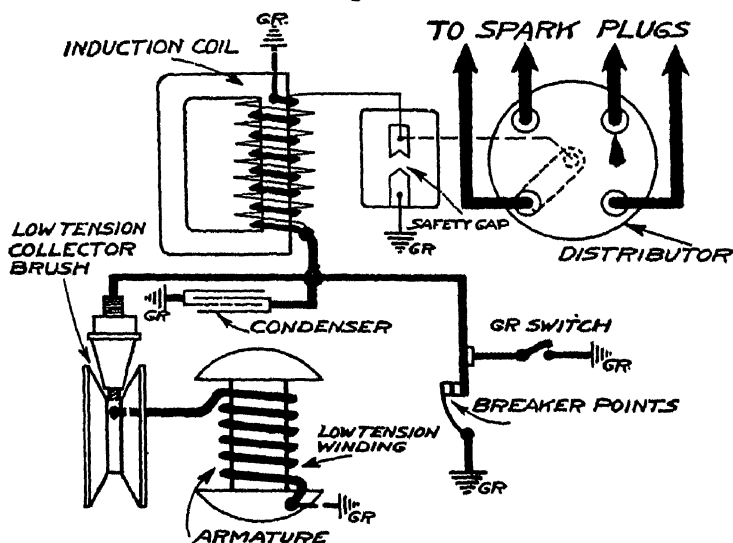 GR.
INDUCTION COIL
TO SPARK PLUGS
SAFETY GAP
GR
DISTRIBUTOR
LOW TENSION
COLLECTOR
BRUSH
GR
CONDENSER
GR SWITCH
GR.
BREAKER POINTS
LOW TENSION
WINDING
GR
GR
ARMATURE